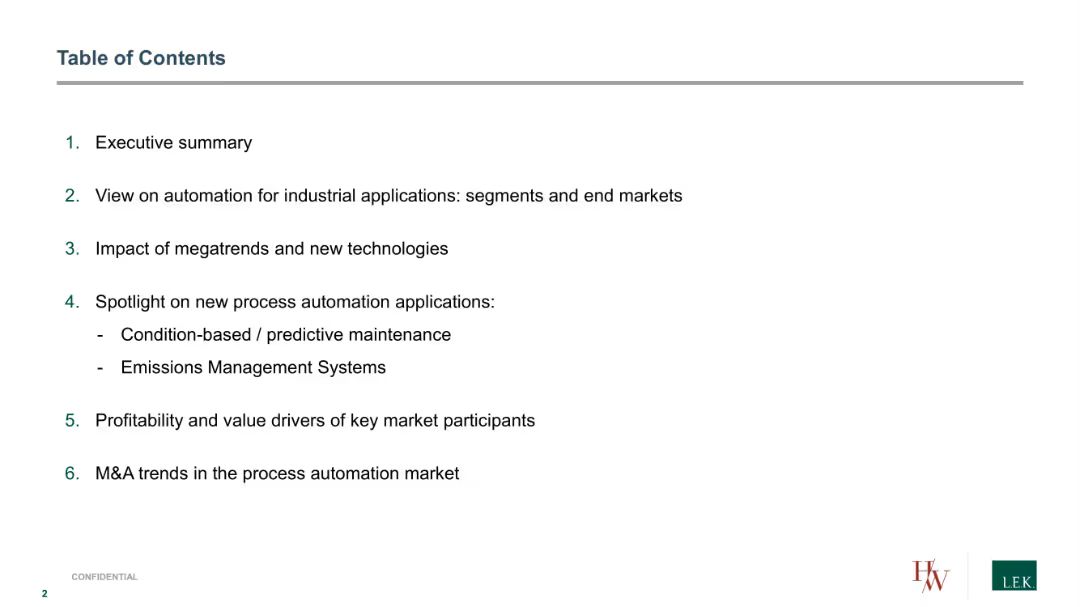 Table of Contents
1. Executive summary
2. View on automation for industrial applications: segments and end markets
3. Impact of megatrends and new technologies
4. Spotlight on new process automation applications:
- Condition-based / predictive maintenance
- Emissions Management Systems
5. Profitability and value drivers of key market participants
6. M&A trends in the process automation market
CONFIDENTIAL
2
H/W
L.E.K.